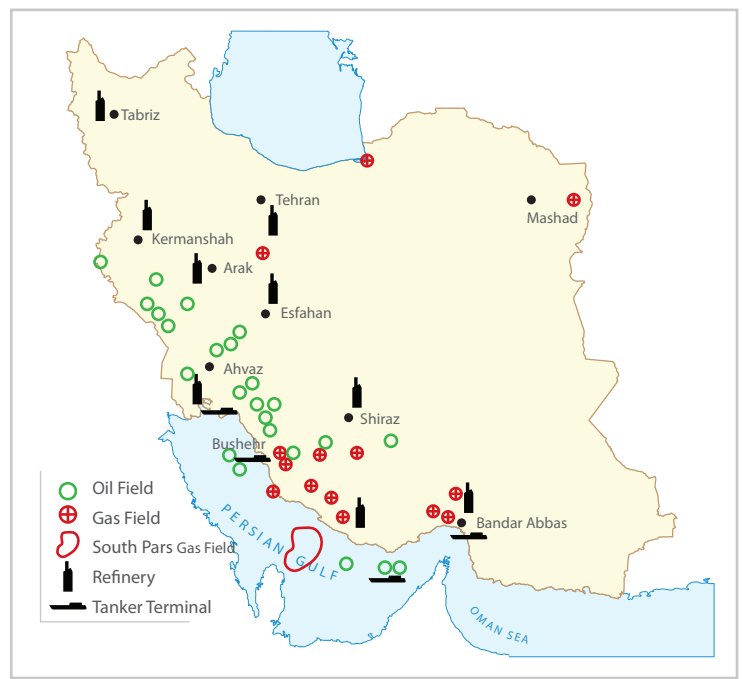 Tabriz
Tehran
Mashad
Kermanshah
Arak
Esfahan
Ahvaz
Shiraz
Bushehr
Bandar Abbas
PERSIAN GULF
OMAN SEA
Oil Field
Gas Field
South Pars Gas Field
Refinery
Tanker Terminal